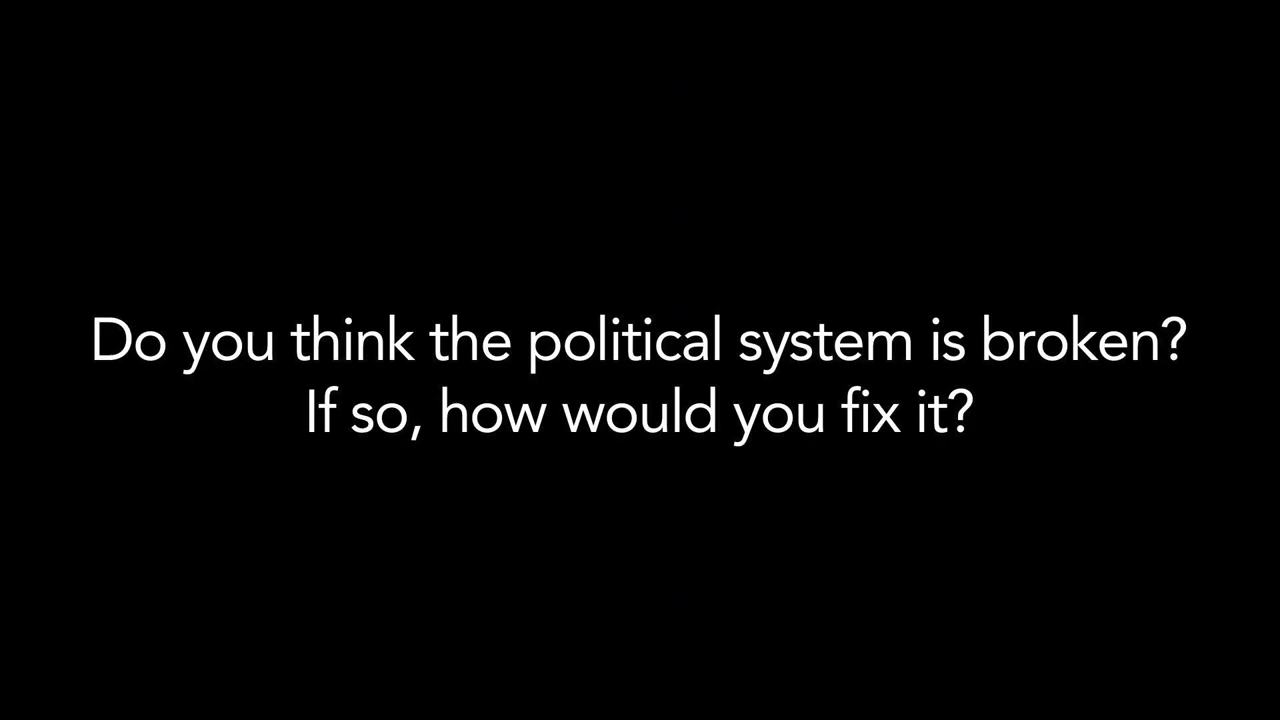 Do you think the political system is broken?
If so, how would you fix it?